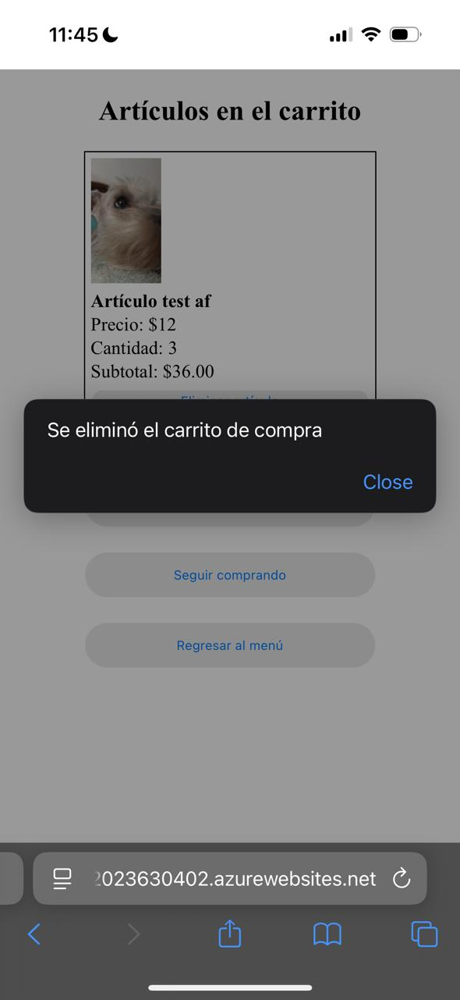 11:45
Artículos en el carrito
Artículo test af
Precio: $12
Cantidad: 3
Subtotal: $36.00
Se eliminó el carrito de compra
Close
Seguir comprando
Regresar al menú
2023630402.azurewebsites.net